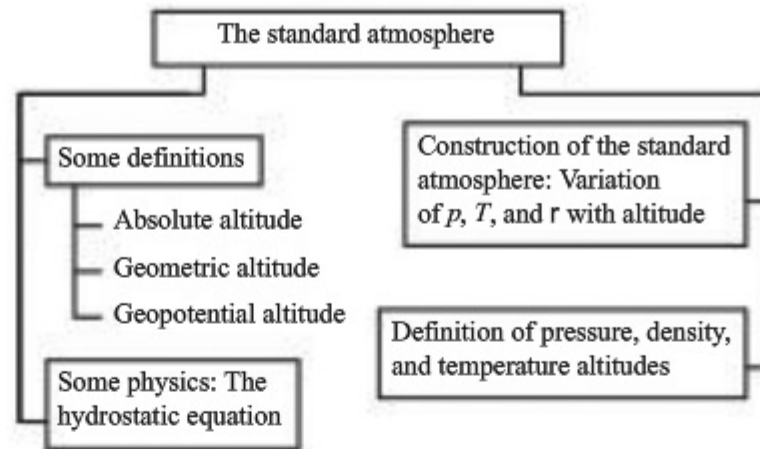 The standard atmosphere
Some definitions
Absolute altitude
Geometric altitude
Geopotential altitude
Some physics: The
hydrostatic equation
Construction of the standard
atmosphere: Variation
of p, T, and r with altitude
Definition of pressure, density,
and temperature altitudes